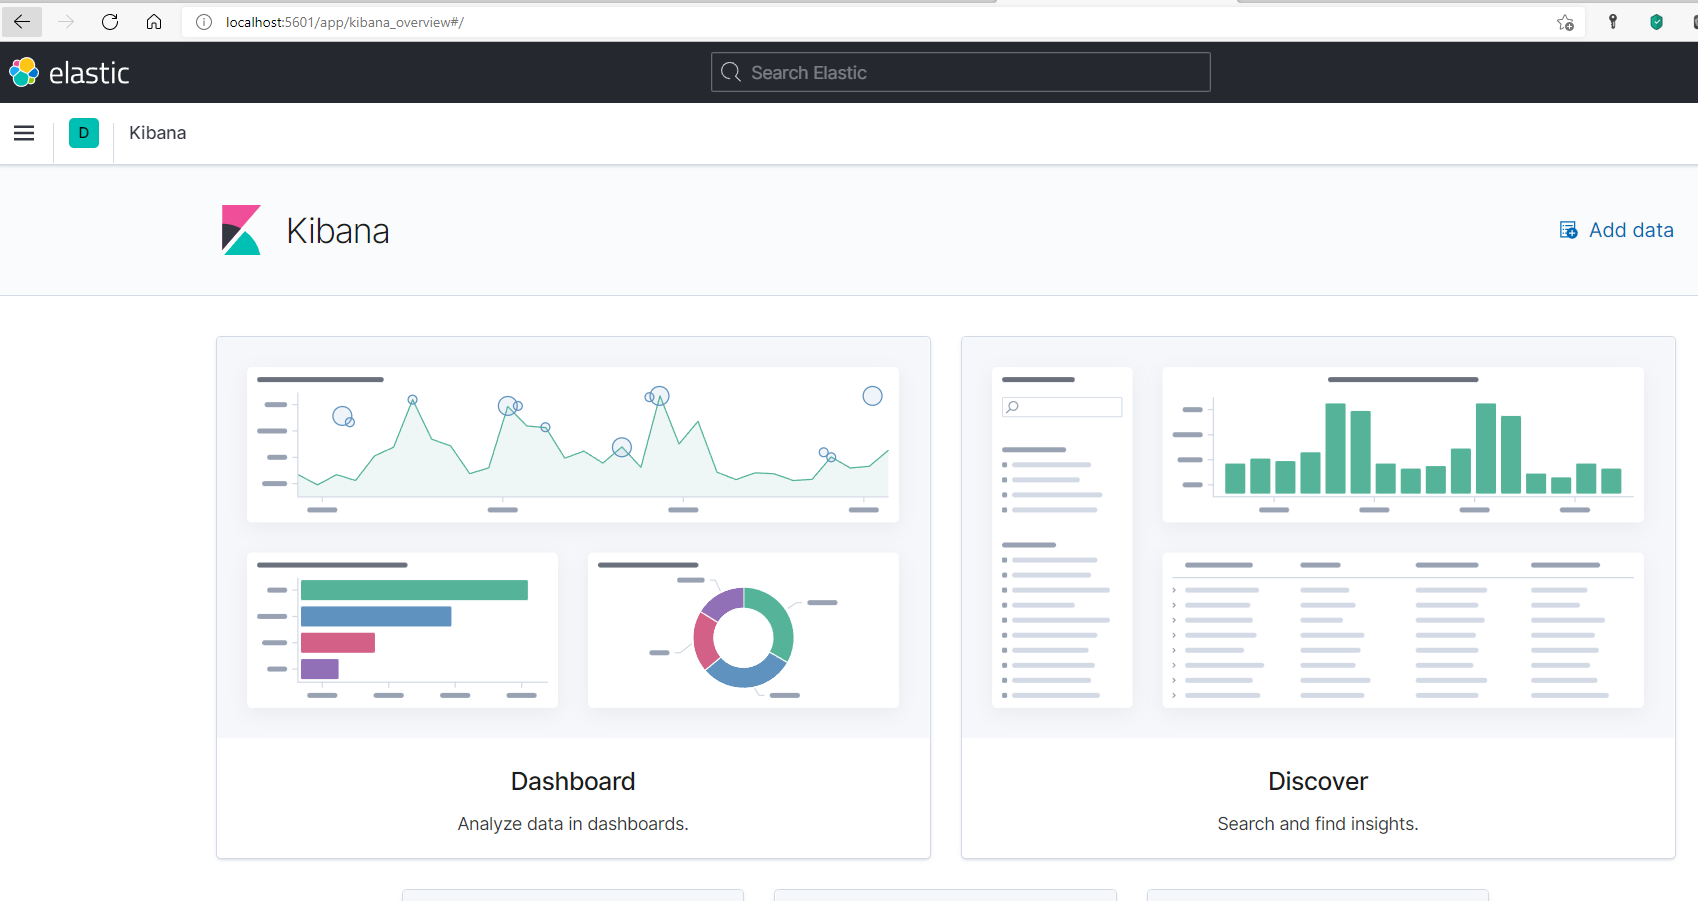 localhost:5601/app/kibana_overview#/
elastic
Search Elastic
D
Kibana
Kibana
Add data
Dashboard
Analyze data in dashboards.
Discover
Search and find insights.